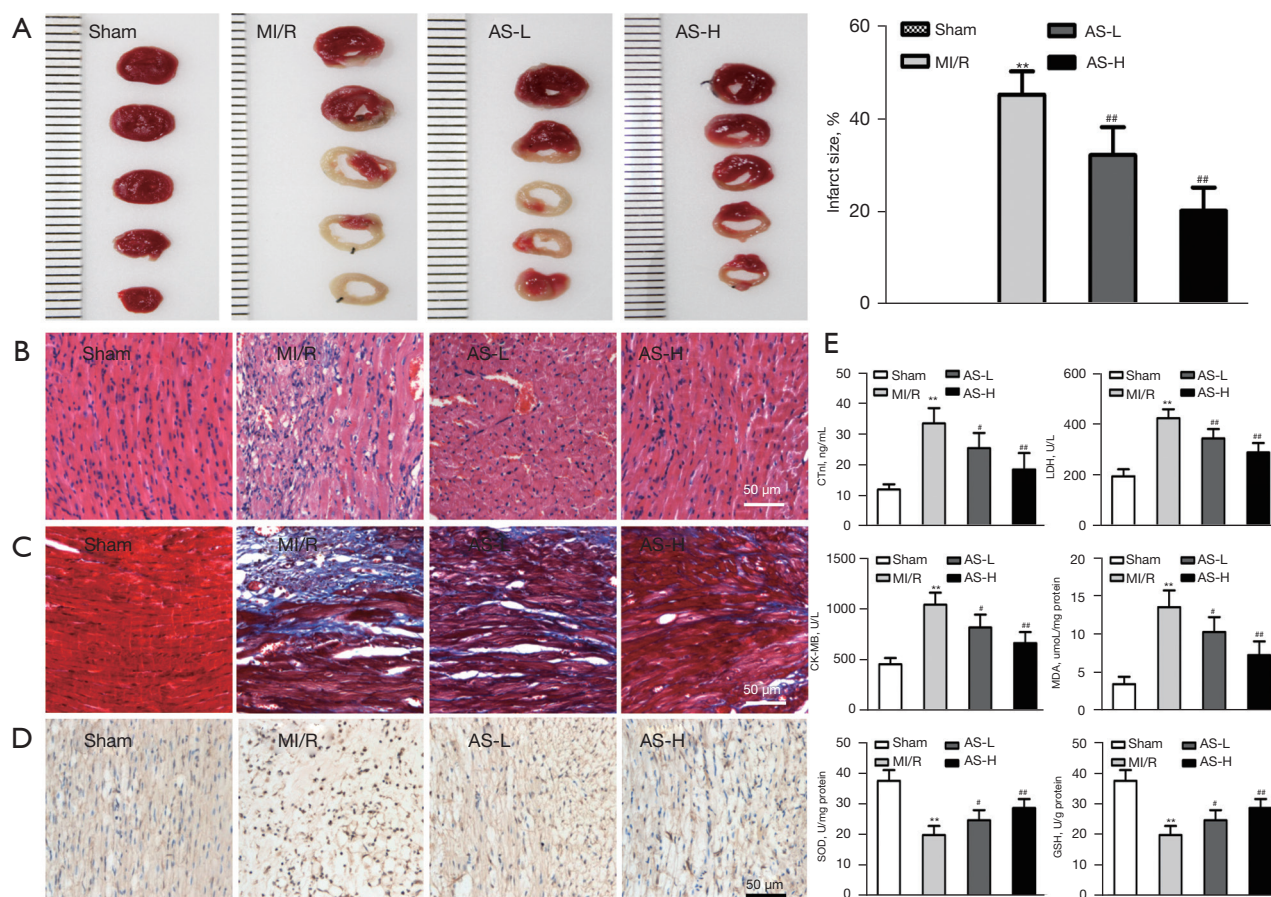 A
Sham
MI/R
AS-L
AS-H
Infarct size, %
60
40
20
0
Sham
AS-L
MI/R
AS-H
**
##
##
B
Sham
MI/R
AS-L
AS-H
50 µm
C
Sham
MI/R
AS-L
AS-H
50 µm
D
Sham
MI/R
AS-L
AS-H
50 µm
E
CTnI, ng/mL
50
40
30
20
10
0
Sham
AS-L
MI/R
AS-H
**
#
##
LDH, U/L
600
400
200
0
Sham
AS-L
MI/R
AS-H
**
##
##
CK-MB, U/L
1500
1000
500
0
Sham
AS-L
MI/R
AS-H
**
#
##
MDA, umoL/mg protein
20
15
10
5
0
Sham
AS-L
MI/R
AS-H
**
#
##
SOD, U/mg protein
50
40
30
20
10
0
Sham
AS-L
MI/R
AS-H
**
#
##
GSH, U/g protein
50
40
30
20
10
0
Sham
AS-L
MI/R
AS-H
**
#
##